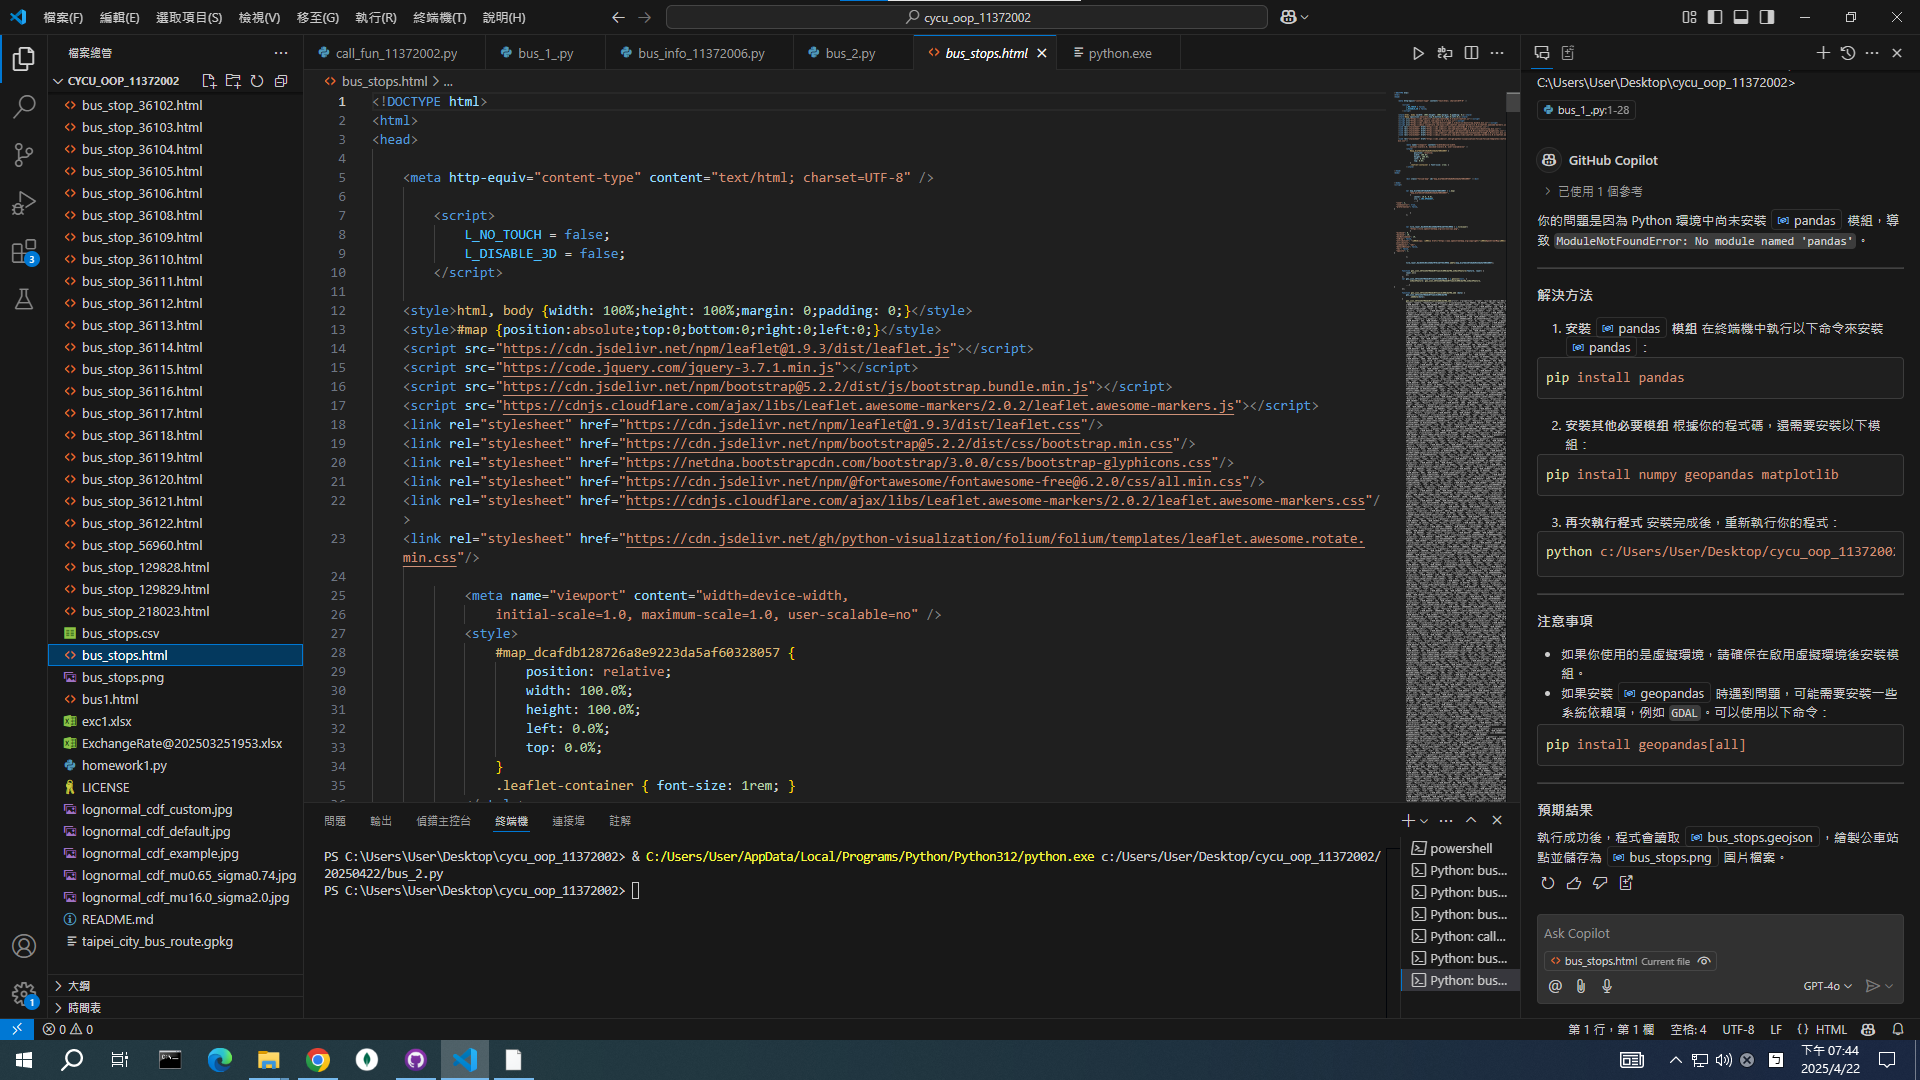 檔案(F) 編輯(E) 選取項目(S) 檢視(V) 移至(G) 執行(R) 終端機(T) 說明(H)
cycu_oop_11372002
檔案總管
CYCU_OOP_11372002
bus_stop_36102.html
bus_stop_36103.html
bus_stop_36104.html
bus_stop_36105.html
bus_stop_36106.html
bus_stop_36108.html
bus_stop_36109.html
bus_stop_36110.html
bus_stop_36111.html
bus_stop_36112.html
bus_stop_36113.html
bus_stop_36114.html
bus_stop_36115.html
bus_stop_36116.html
bus_stop_36117.html
bus_stop_36118.html
bus_stop_36119.html
bus_stop_36120.html
bus_stop_36121.html
bus_stop_36122.html
bus_stop_56960.html
bus_stop_129828.html
bus_stop_129829.html
bus_stop_218023.html
bus_stops.csv
bus_stops.html
bus_stops.png
bus1.html
exc1.xlsx
ExchangeRate@202503251953.xlsx
homework1.py
LICENSE
lognormal_cdf_custom.jpg
lognormal_cdf_default.jpg
lognormal_cdf_example.jpg
lognormal_cdf_mu0.65_sigma0.74.jpg
lognormal_cdf_mu16.0_sigma2.0.jpg
README.md
taipei_city_bus_route.gpkg
大綱
時間表
3
1
call_fun_11372002.py bus_1_.py bus_info_11372006.py bus_2.py bus_stops.html python.exe
bus_stops.html > ...
1 <!DOCTYPE html>
2 <html>
3 <head>
4
5 <meta http-equiv="content-type" content="text/html; charset=UTF-8" />
6
7 <script>
8 L_NO_TOUCH = false;
9 L_DISABLE_3D = false;
10 </script>
11
12 <style>html, body {width: 100%;height: 100%;margin: 0;padding: 0;}</style>
13 <style>#map {position:absolute;top:0;bottom:0;right:0;left:0;}</style>
14 <script src="https://cdn.jsdelivr.net/npm/leaflet@1.9.3/dist/leaflet.js"></script>
15 <script src="https://code.jquery.com/jquery-3.7.1.min.js"></script>
16 <script src="https://cdn.jsdelivr.net/npm/bootstrap@5.2.2/dist/js/bootstrap.bundle.min.js"></script>
17 <script src="https://cdnjs.cloudflare.com/ajax/libs/Leaflet.awesome-markers/2.0.2/leaflet.awesome-markers.js"></script>
18 <link rel="stylesheet" href="https://cdn.jsdelivr.net/npm/leaflet@1.9.3/dist/leaflet.css"/>
19 <link rel="stylesheet" href="https://cdn.jsdelivr.net/npm/bootstrap@5.2.2/dist/css/bootstrap.min.css"/>
20 <link rel="stylesheet" href="https://netdna.bootstrapcdn.com/bootstrap/3.0.0/css/bootstrap-glyphicons.css"/>
21 <link rel="stylesheet" href="https://cdn.jsdelivr.net/npm/@fortawesome/fontawesome-free@6.2.0/css/all.min.css"/>
22 <link rel="stylesheet" href="https://cdnjs.cloudflare.com/ajax/libs/Leaflet.awesome-markers/2.0.2/leaflet.awesome-markers.css"/
>
23 <link rel="stylesheet" href="https://cdn.jsdelivr.net/gh/python-visualization/folium/folium/templates/leaflet.awesome.rotate.
min.css"/>
24
25 <meta name="viewport" content="width=device-width,
26 initial-scale=1.0, maximum-scale=1.0, user-scalable=no" />
27 <style>
28 #map_dcafdb128726a8e9223da5af60328057 {
29 position: relative;
30 width: 100.0%;
31 height: 100.0%;
32 left: 0.0%;
33 top: 0.0%;
34 }
35 .leaflet-container { font-size: 1rem; }
問題 輸出 偵錯主控台 終端機 連接埠 註解
PS C:\Users\User\Desktop\cycu_oop_11372002> & C:/Users/User/AppData/Local/Programs/Python/Python312/python.exe c:/Users/User/Desktop/cycu_oop_11372002/
20250422/bus_2.py
PS C:\Users\User\Desktop\cycu_oop_11372002>
powershell
Python: bus...
Python: bus...
Python: bus...
Python: call...
Python: bus...
Python: bus...
C:\Users\User\Desktop\cycu_oop_11372002>
bus_1_.py:1-28
GitHub Copilot
已使用 1 個參考
你的問題是因為 Python 環境中尚未安裝 pandas 模組，導
致 ModuleNotFoundError: No module named 'pandas' 。
解決方法
1. 安裝 pandas 模組 在終端機中執行以下命令來安裝
pandas ：
pip install pandas
2. 安裝其他必要模組 根據你的程式碼，還需要安裝以下模
組：
pip install numpy geopandas matplotlib
3. 再次執行程式 安裝完成後，重新執行你的程式：
python c:/Users/User/Desktop/cycu_oop_11372002
注意事項
• 如果你使用的是虛擬環境，請確保在啟用虛擬環境後安裝模
組。
• 如果安裝 geopandas 時遇到問題，可能需要安裝一些
系統依賴項，例如 GDAL 。可以使用以下命令：
pip install geopandas[all]
預期結果
執行成功後，程式會讀取 bus_stops.geojson ，繪製公車站
點並儲存為 bus_stops.png 圖片檔案。
Ask Copilot
bus_stops.html Current file
GPT-4o
0 0
第 1 行，第 1 欄 空格: 4 UTF-8 LF HTML
下午 07:44
2025/4/22